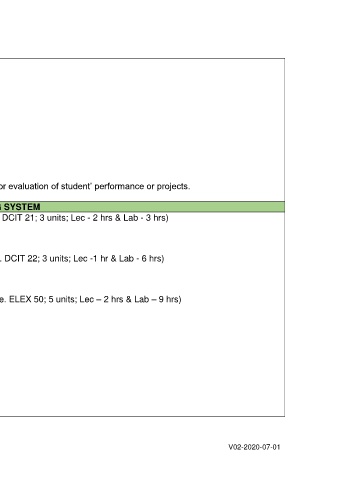 or evaluation of student' performance or projects.
SYSTEM
DCIT 21; 3 units; Lec - 2 hrs & Lab - 3 hrs)
. DCIT 22; 3 units; Lec -1 hr & Lab - 6 hrs)
e. ELEX 50; 5 units; Lec – 2 hrs & Lab – 9 hrs)
V02-2020-07-01